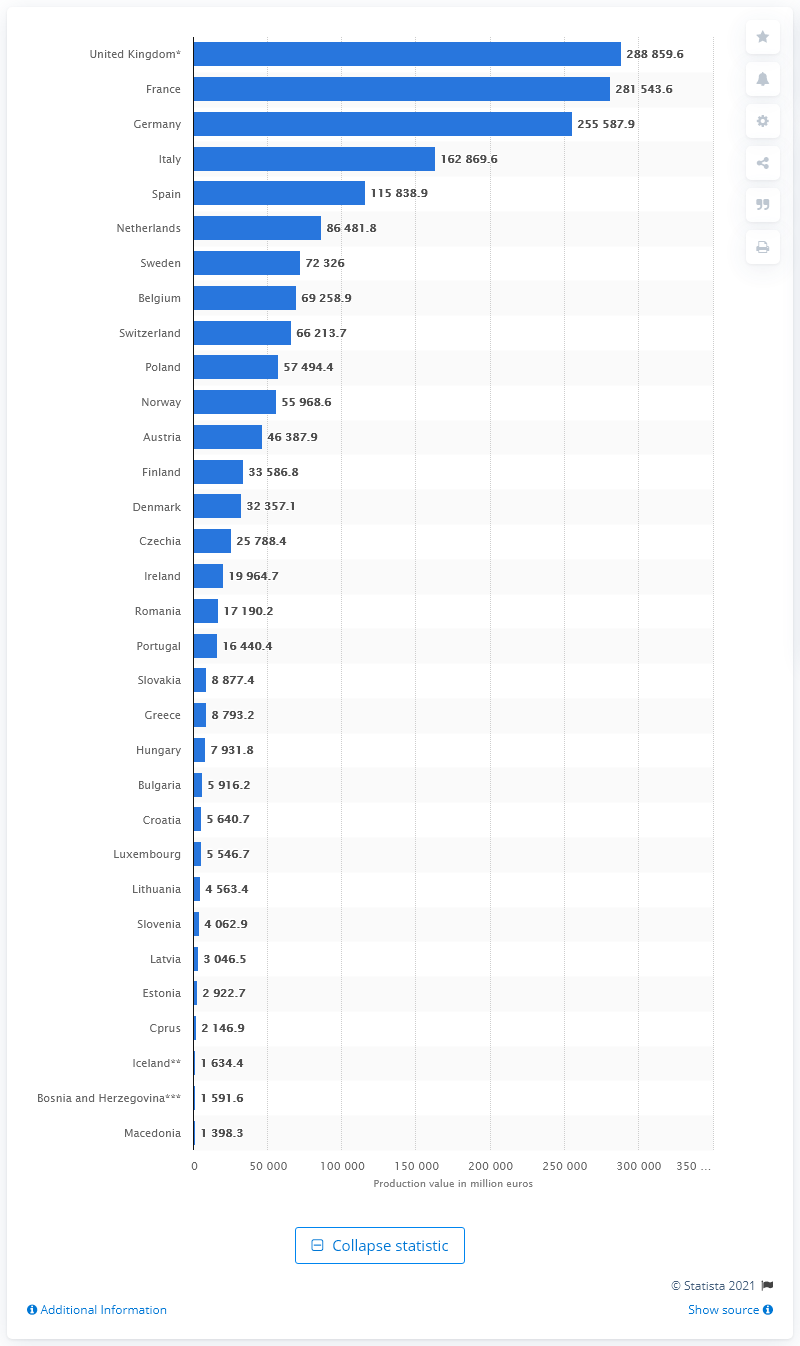 United Kingdom* 288 859.6
France 281 543.6
Germany 255 587.9
Italy 162 869.6
Spain 115 838.9
Netherlands 86 481.8
Sweden 72 326
Belgium 69 258.9
Switzerland 66 213.7
Poland 57 494.4
Norway 55 968.6
Austria 46 387.9
Finland 33 586.8
Denmark 32 357.1
Czechia 25 788.4
Ireland 19 964.7
Romania 17 190.2
Portugal 16 440.4
Slovakia 8 877.4
Greece 8 793.2
Hungary 7 931.8
Bulgaria 5 916.2
Croatia 5 640.7
Luxembourg 5 546.7
Lithuania 4 563.4
Slovenia 4 062.9
Latvia 3 046.5
Estonia 2 922.7
Cprus 2 146.9
Iceland** 1 634.4
Bosnia and Herzegovina*** 1 591.6
Macedonia 1 398.3
0 50 000 100 000 150 000 200 000 250 000 300 000 350 ...
Production value in million euros
Collapse statistic
© Statista 2021
Additional Information Show source